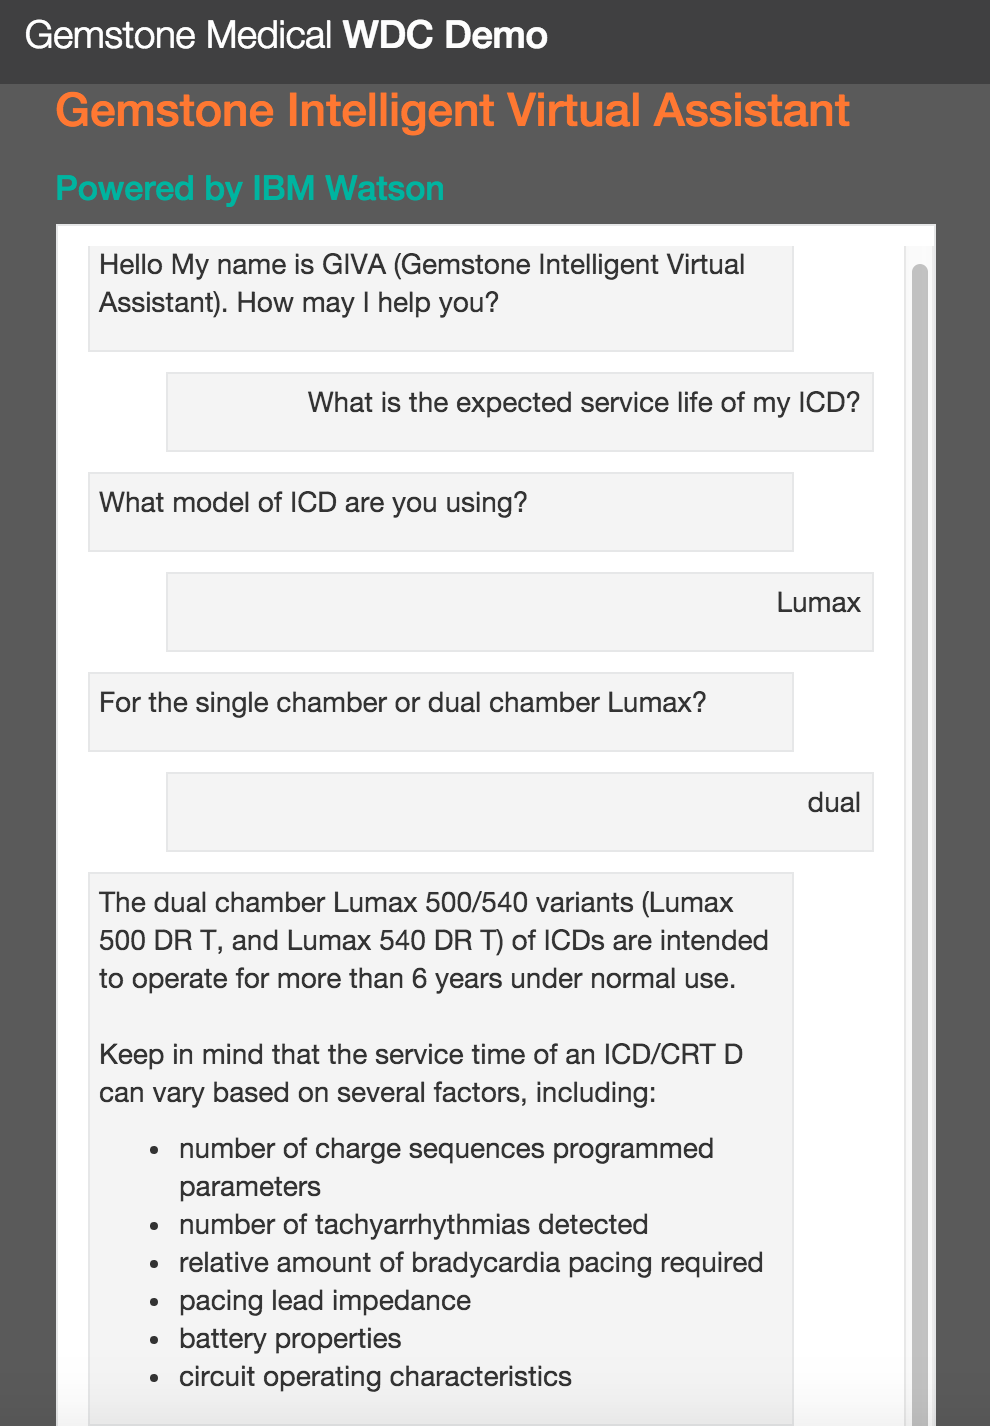 Gemstone Medical WDC Demo
Gemstone Intelligent Virtual Assistant
Powered by IBM Watson
Hello My name is GIVA (Gemstone Intelligent Virtual
Assistant). How may I help you?
What is the expected service life of my ICD?
What model of ICD are you using?
Lumax
For the single chamber or dual chamber Lumax?
dual
The dual chamber Lumax 500/540 variants (Lumax
500 DR T, and Lumax 540 DR T) of ICDs are intended
to operate for more than 6 years under normal use.
Keep in mind that the service time of an ICD/CRT D
can vary based on several factors, including:
• number of charge sequences programmed
parameters
• number of tachyarrhythmias detected
• relative amount of bradycardia pacing required
• pacing lead impedance
• battery properties
• circuit operating characteristics